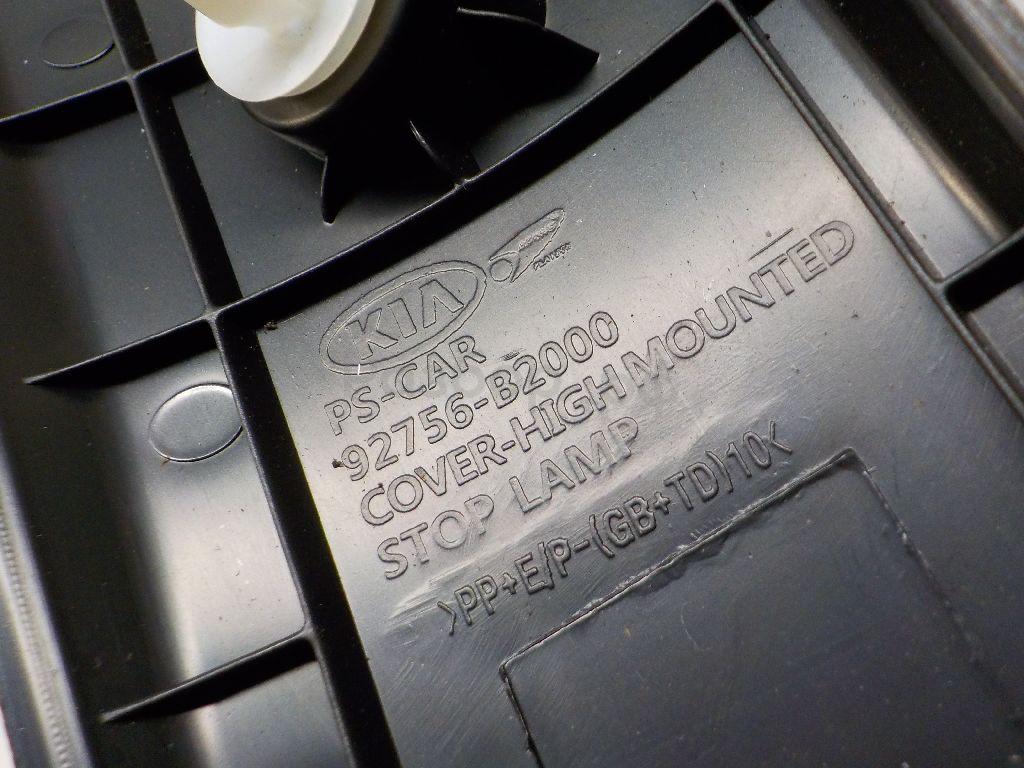 KIA
PS-CAR
92756-B2000
COVER-HIGH MOUNTED
STOP LAMP
>PP+E/P-(GB+TD)10<